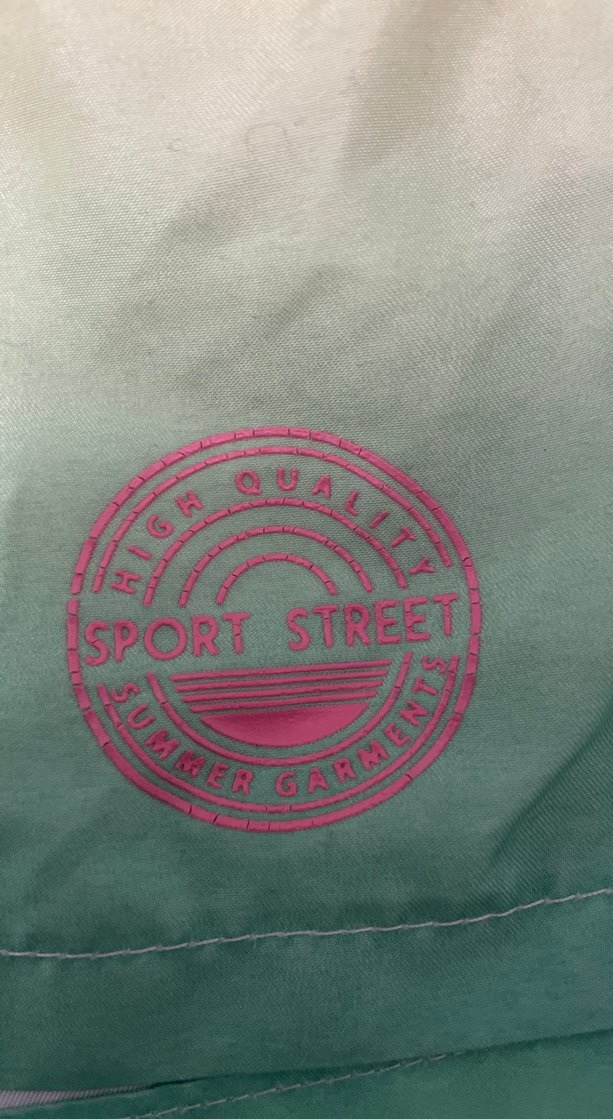 HIGH QUALITY
SPORT STREET
SUMMER GARMENTS